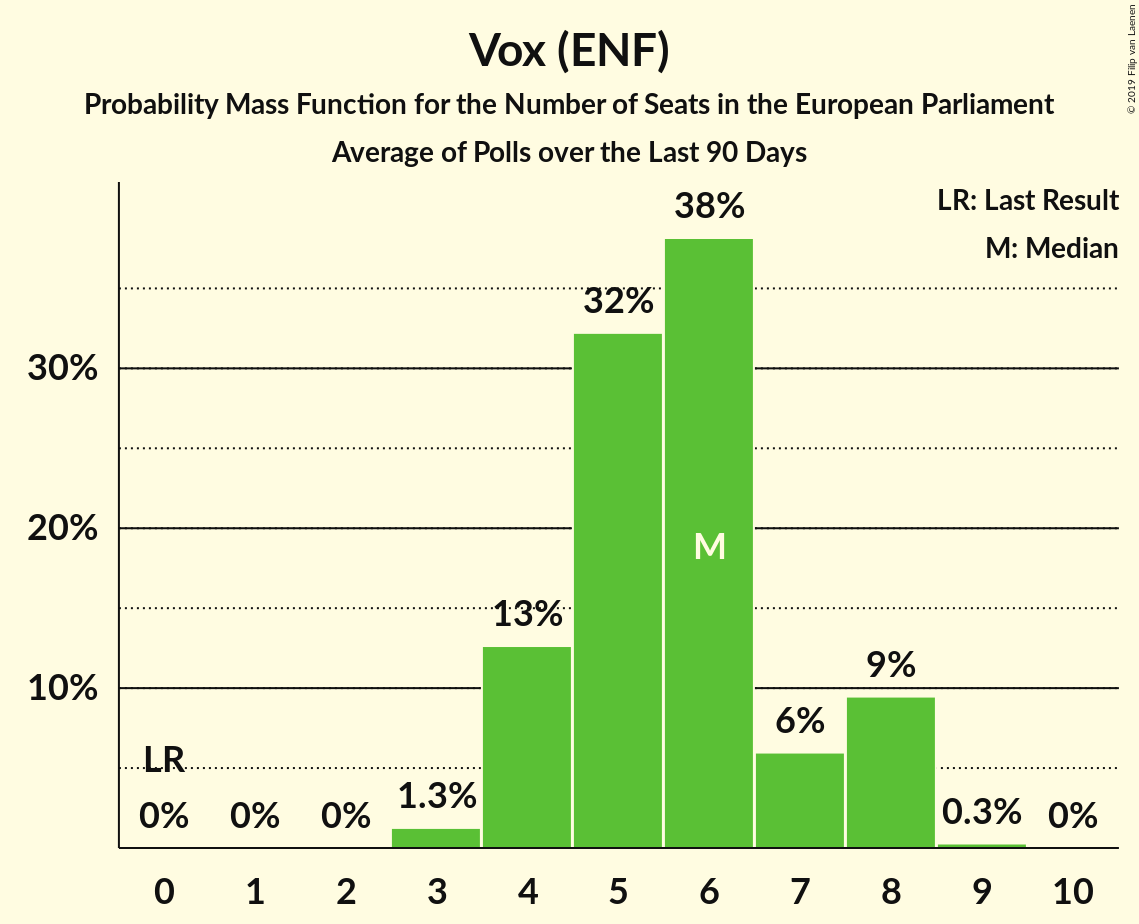 Vox (ENF)
Probability Mass Function for the Number of Seats in the European Parliament
Average of Polls over the Last 90 Days
© 2019 Filip van Laenen
LR: Last Result
M: Median
38%
32%
30%
M
20%
13%
10%
9%
6%
LR
1.3%
0.3%
0% 0% 0% 0%
0 1 2 3 4 5 6 7 8 9 10